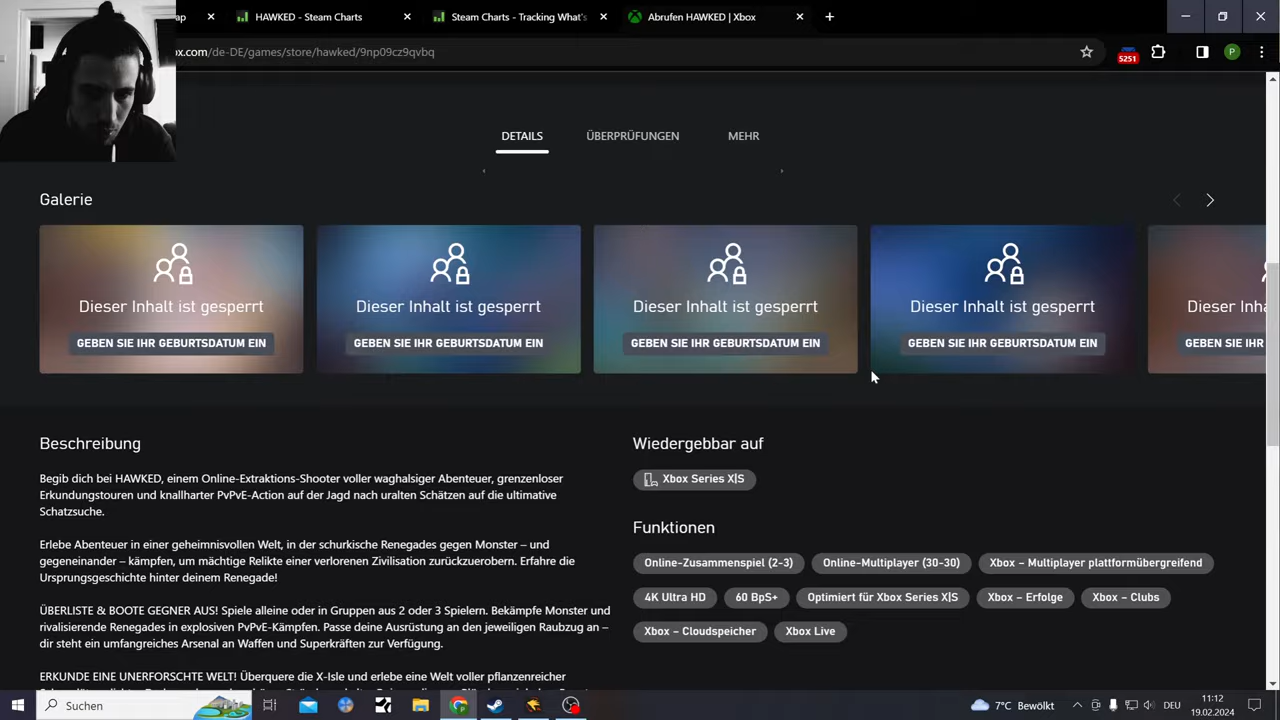 ap
HAWKED - Steam Charts
Steam Charts - Tracking What's
Abrufen HAWKED | Xbox
x.com/de-DE/games/store/hawked/9np09cz9qvbq
5251
P
DETAILS
ÜBERPRÜFUNGEN
MEHR
Galerie
Dieser Inhalt ist gesperrt
GEBEN SIE IHR GEBURTSDATUM EIN
Dieser Inhalt ist gesperrt
GEBEN SIE IHR GEBURTSDATUM EIN
Dieser Inhalt ist gesperrt
GEBEN SIE IHR GEBURTSDATUM EIN
Dieser Inhalt ist gesperrt
GEBEN SIE IHR GEBURTSDATUM EIN
Dieser Inha
GEBEN SIE IHR
Beschreibung
Begib dich bei HAWKED, einem Online-Extraktions-Shooter voller waghalsiger Abenteuer, grenzenloser
Erkundungstouren und knallharter PvPvE-Action auf der Jagd nach uralten Schätzen auf die ultimative
Schatzsuche.
Erlebe Abenteuer in einer geheimnisvollen Welt, in der schurkische Renegades gegen Monster – und
gegeneinander – kämpfen, um mächtige Relikte einer verlorenen Zivilisation zurückzuerobern. Erfahre die
Ursprungsgeschichte hinter deinem Renegade!
ÜBERLISTE & BOOTE GEGNER AUS! Spiele alleine oder in Gruppen aus 2 oder 3 Spielern. Bekämpfe Monster und
rivalisierende Renegades in explosiven PvPvE-Kämpfen. Passe deine Ausrüstung an den jeweiligen Raubzug an –
dir steht ein umfangreiches Arsenal an Waffen und Superkräften zur Verfügung.
ERKUNDE EINE UNERFORSCHTE WELT! Überquere die X-Isle und erlebe eine Welt voller pflanzenreicher
Wiedergebbar auf
Xbox Series X|S
Funktionen
Online-Zusammenspiel (2-3)
Online-Multiplayer (30-30)
Xbox – Multiplayer plattformübergreifend
4K Ultra HD
60 BpS+
Optimiert für Xbox Series X|S
Xbox – Erfolge
Xbox – Clubs
Xbox – Cloudspeicher
Xbox Live
Suchen
7°C Bewölkt
DEU
11:12
19.02.2024